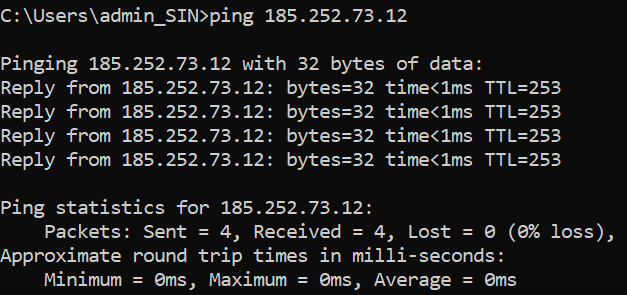 C:\Users\admin_SIN>ping 185.252.73.12
Pinging 185.252.73.12 with 32 bytes of data:
Reply from 185.252.73.12: bytes=32 time<1ms TTL=253
Reply from 185.252.73.12: bytes=32 time<1ms TTL=253
Reply from 185.252.73.12: bytes=32 time<1ms TTL=253
Reply from 185.252.73.12: bytes=32 time<1ms TTL=253
Ping statistics for 185.252.73.12:
    Packets: Sent = 4, Received = 4, Lost = 0 (0% loss),
Approximate round trip times in milli-seconds:
    Minimum = 0ms, Maximum = 0ms, Average = 0ms